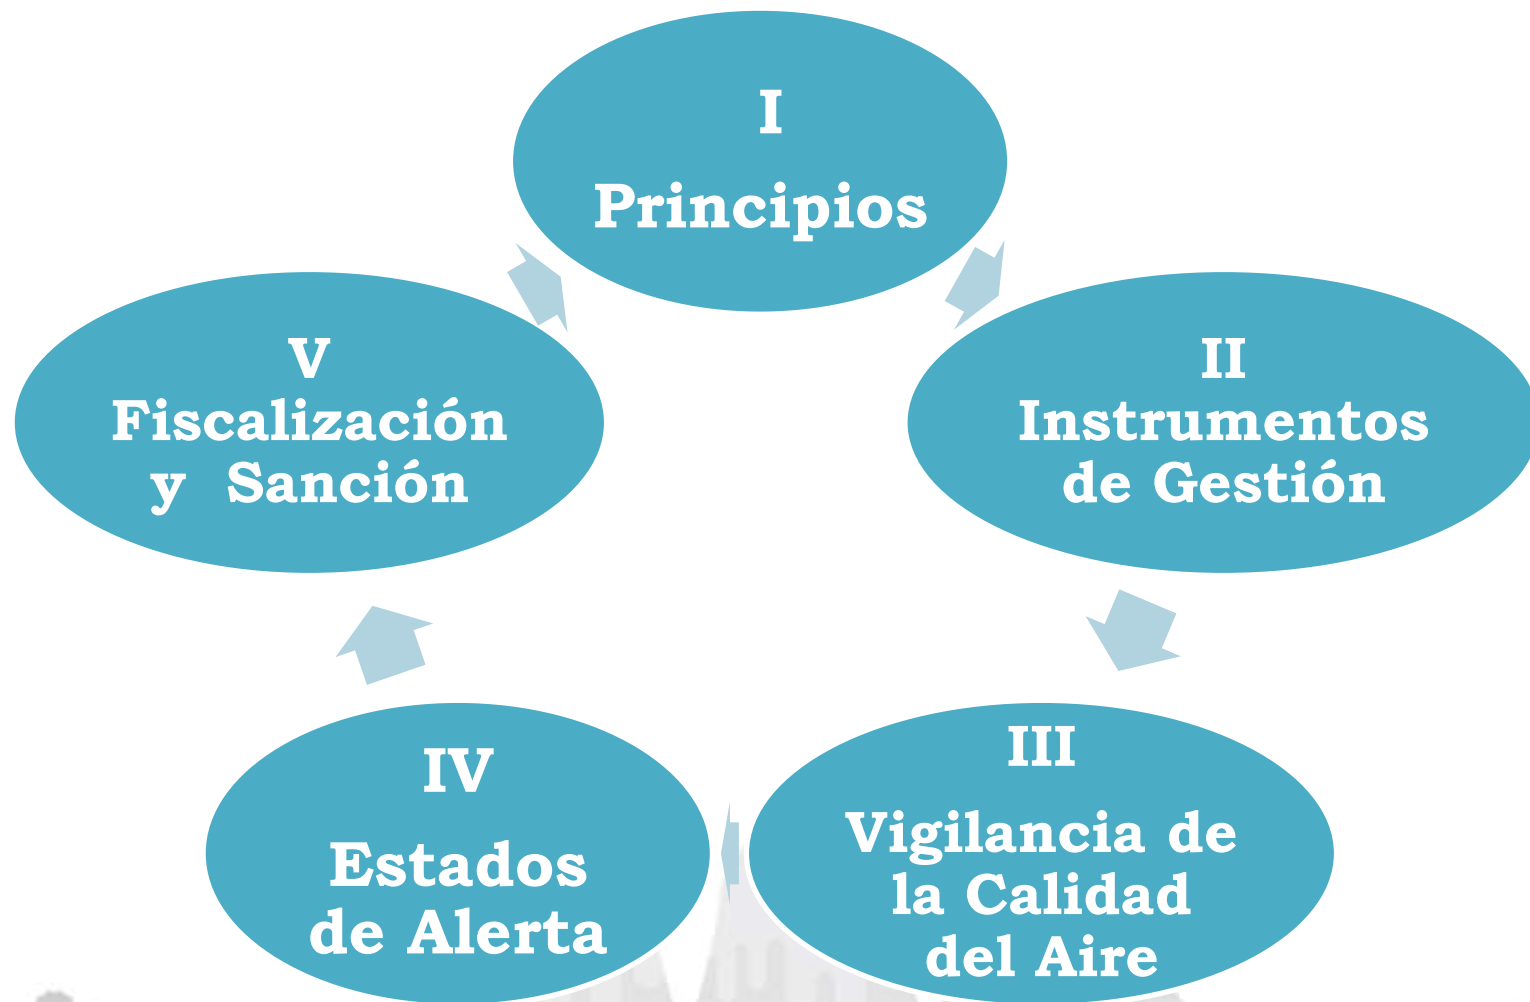 I
Principios
II
Instrumentos
de Gestión
III
Vigilancia de
la Calidad
del Aire
IV
Estados
de Alerta
V
Fiscalización
y  Sanción